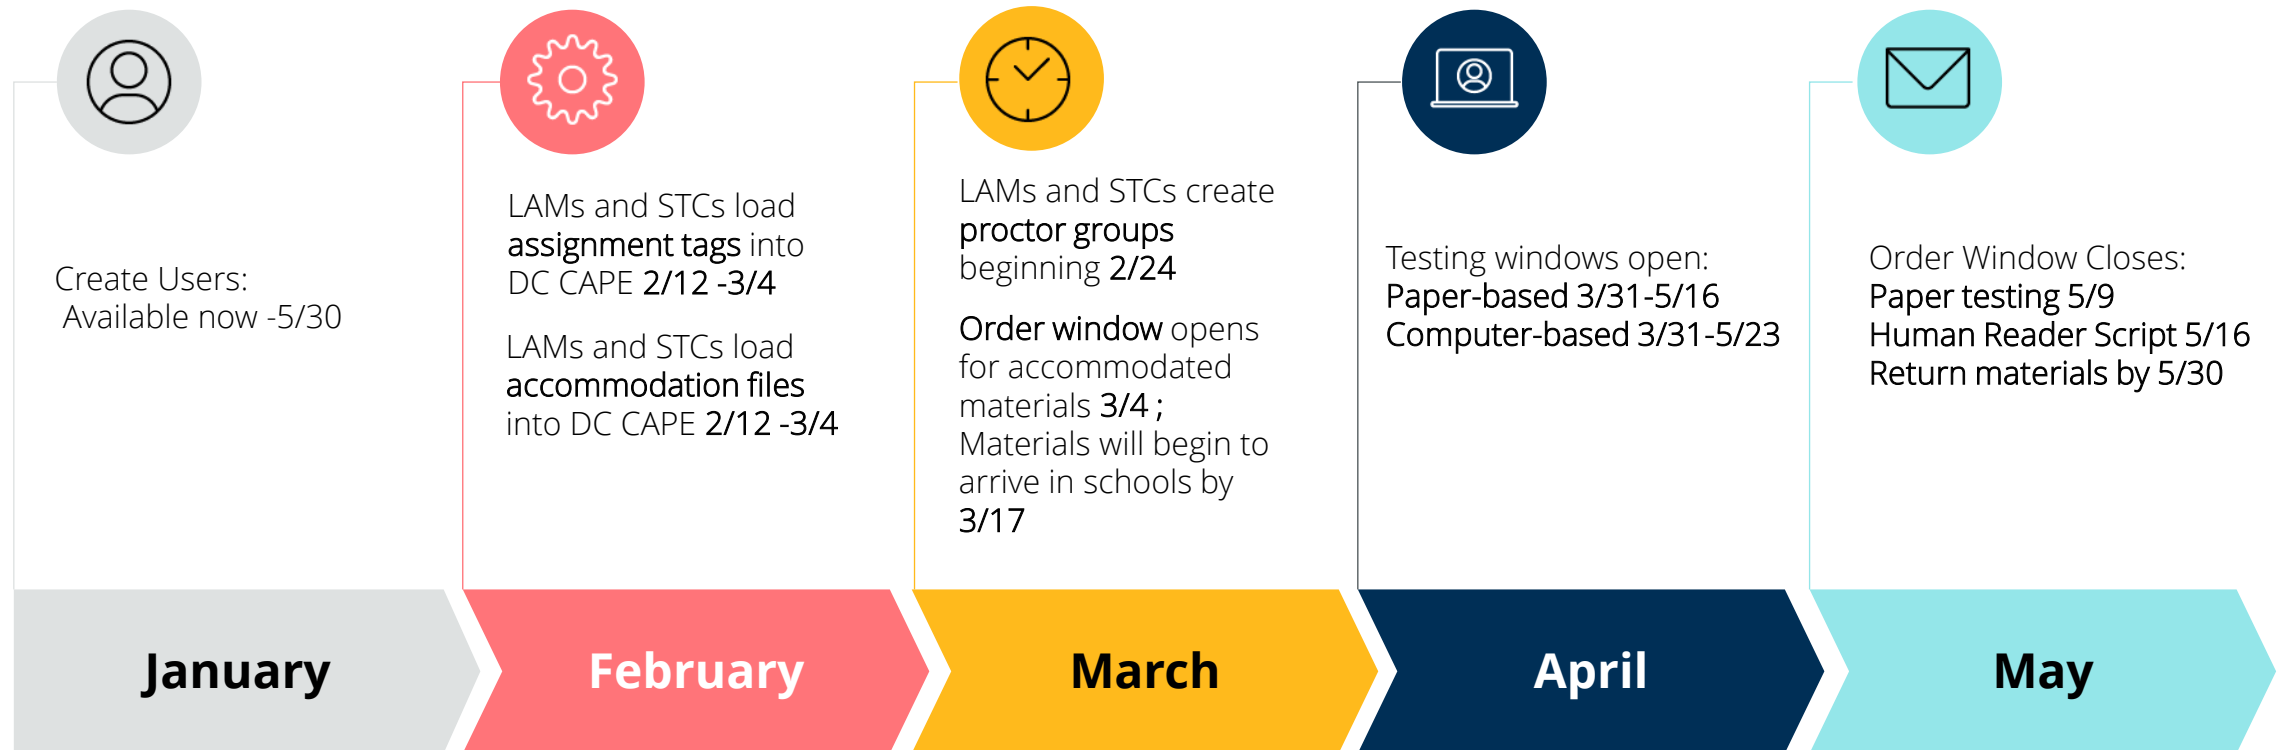 Create Users:
Available now -5/30
LAMs and STCs load
assignment tags into
DC CAPE 2/12 -3/4
LAMs and STCs load
accommodation files
into DC CAPE 2/12 -3/4
LAMs and STCs create
proctor groups
beginning 2/24
Order window opens
for accommodated
materials 3/4 ;
Materials will begin to
arrive in schools by
3/17
Testing windows open:
Paper-based 3/31-5/16
Computer-based 3/31-5/23
Order Window Closes:
Paper testing 5/9
Human Reader Script 5/16
Return materials by 5/30
January
February
March
April
May